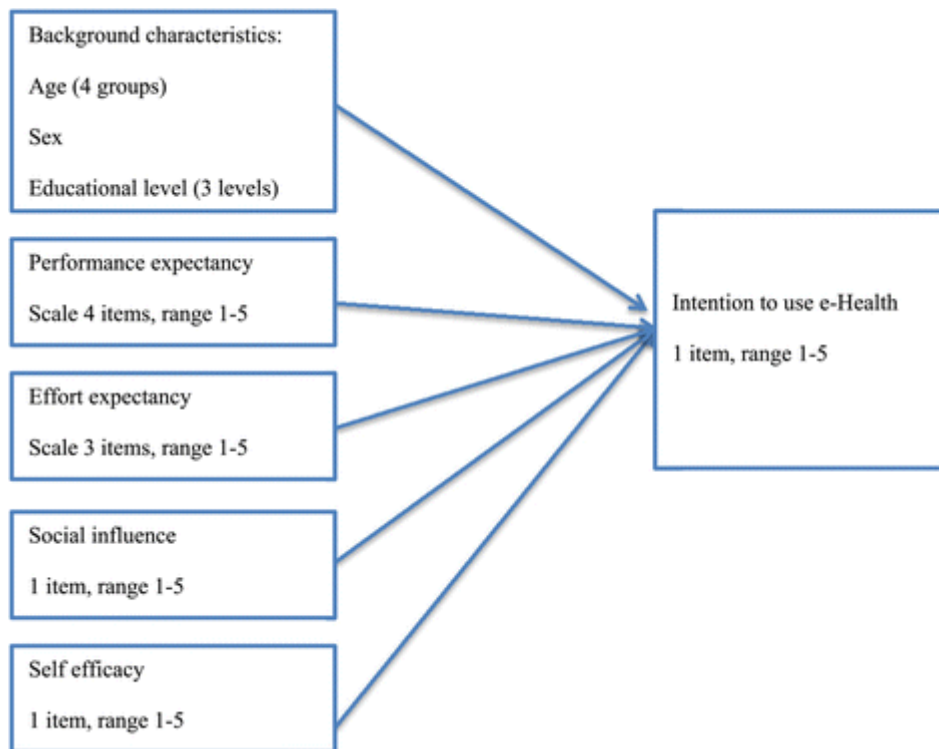 Background characteristics:
Age (4 groups)
Sex
Educational level (3 levels)
Performance expectancy
Scale 4 items, range 1-5
Effort expectancy
Scale 3 items, range 1-5
Social influence
1 item, range 1-5
Self efficacy
1 item, range 1-5
Intention to use e-Health
1 item, range 1-5